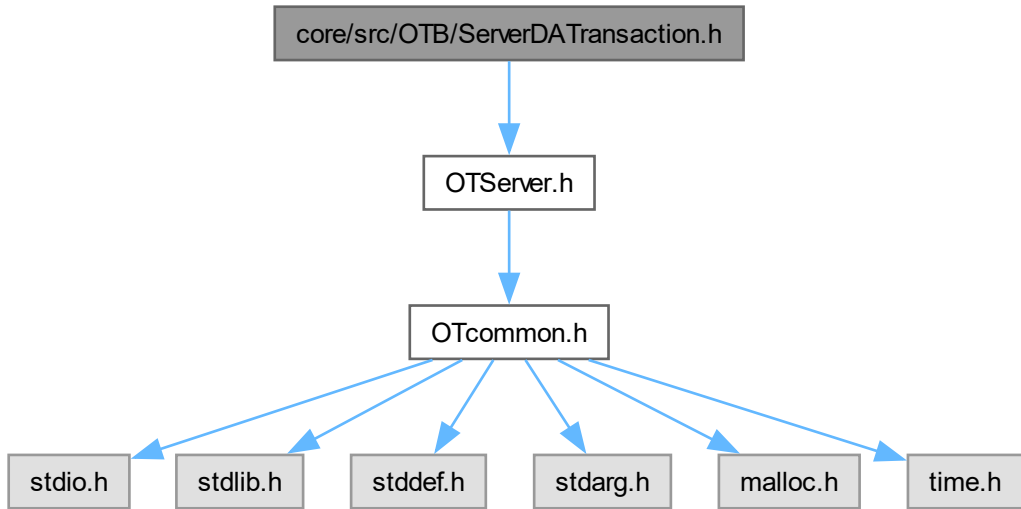 core/src/OTB/ServerDATransaction.h
OTServer.h
OTcommon.h
stdio.h
stdlib.h
stddef.h
stdarg.h
malloc.h
time.h